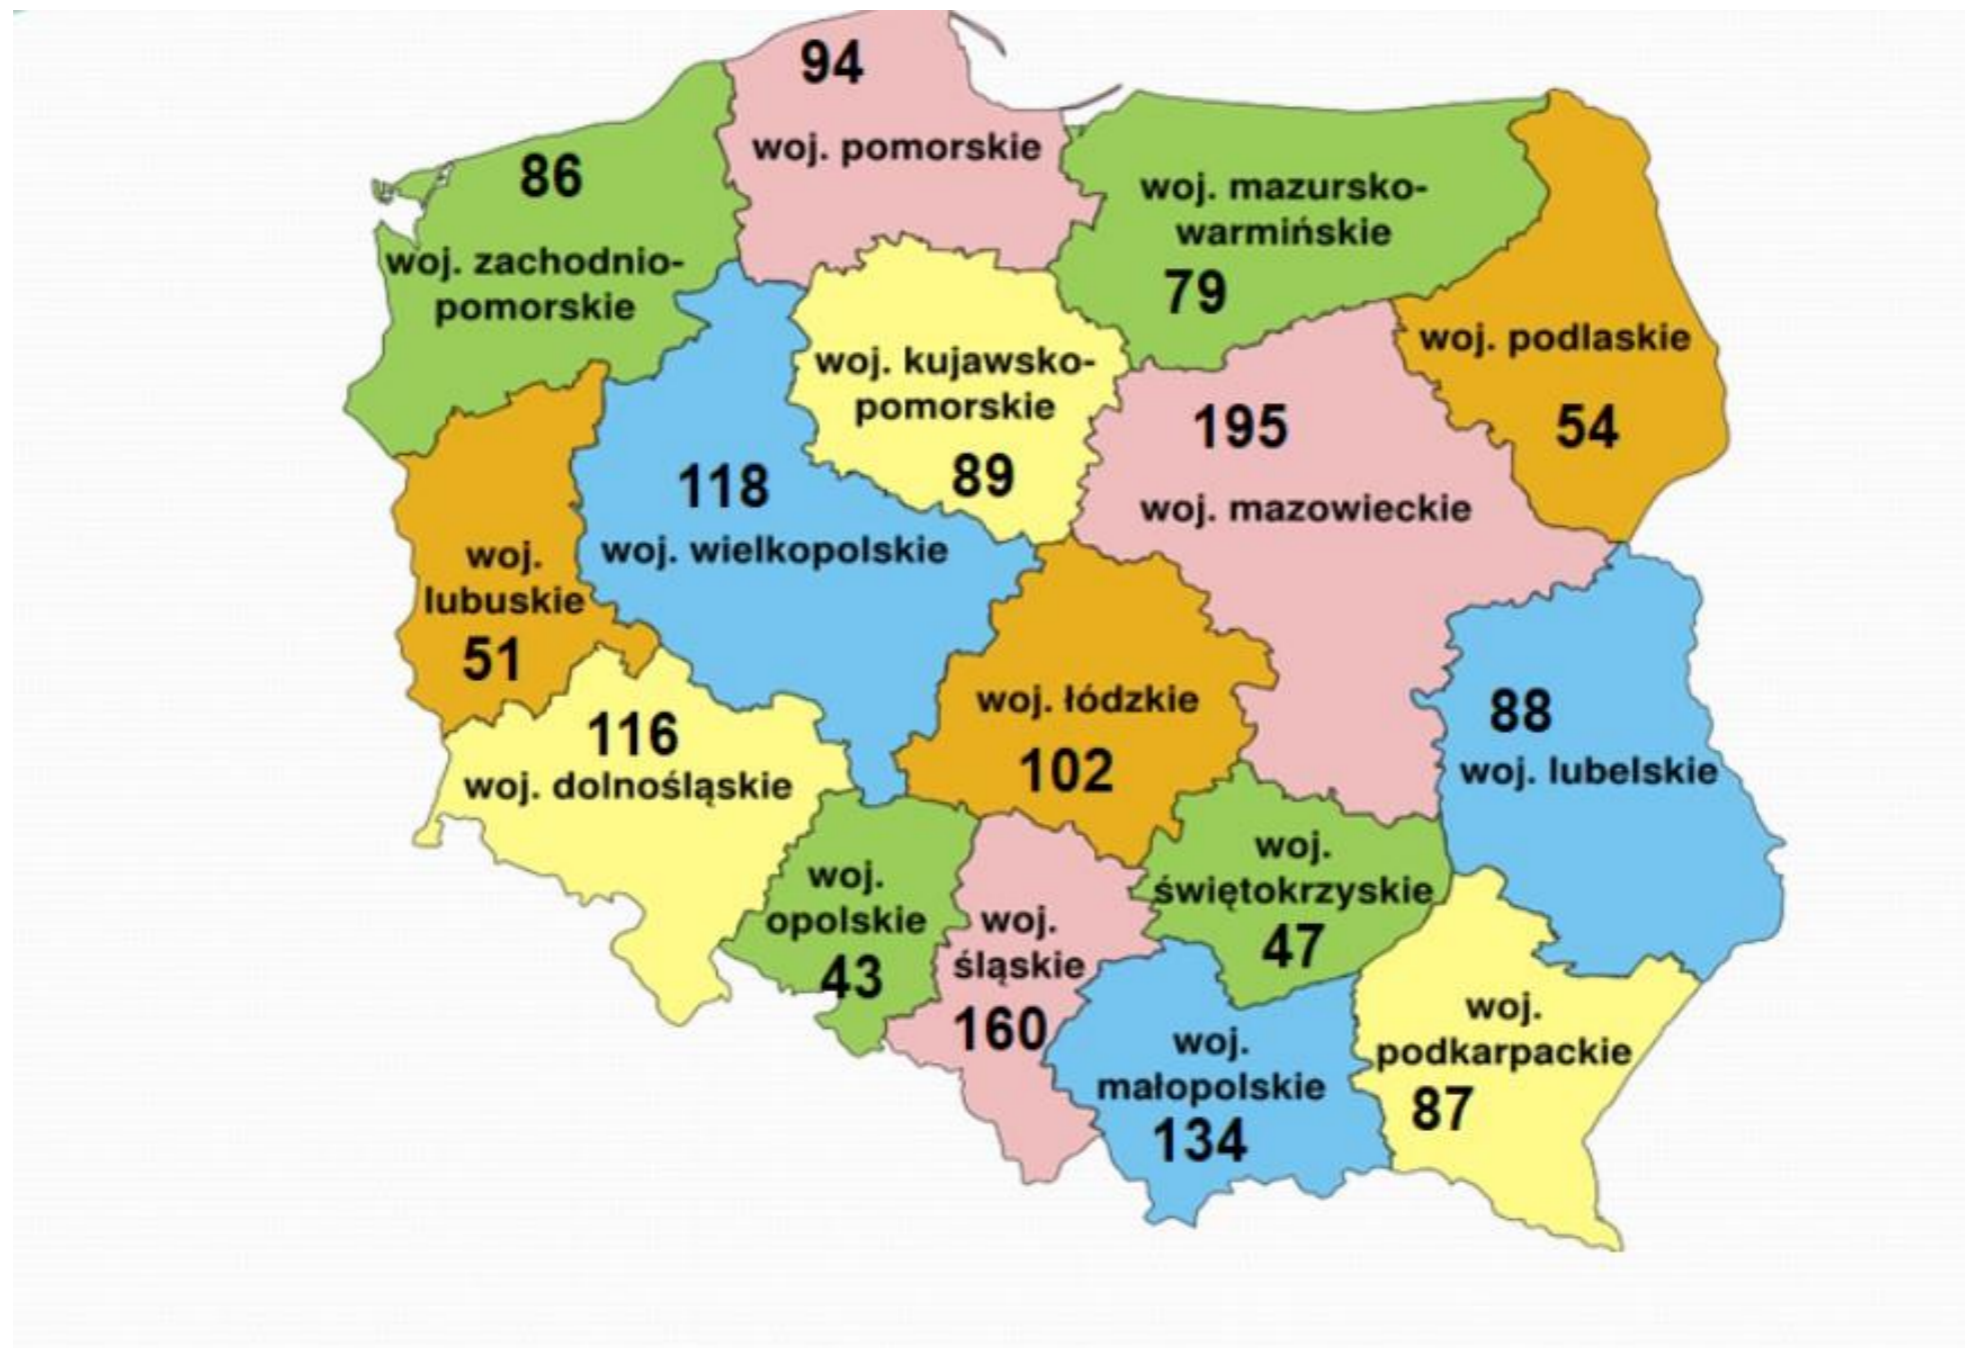 94
woj. pomorskie
86
woj. zachodnio-
pomorskie
woj. mazursko-
warmińskie
79
woj. podlaskie
54
woj. kujawsko-
pomorskie
89
195
woj. mazowieckie
118
woj. wielkopolskie
woj.
lubuskie
51
woj. łódzkie
102
88
woj. lubelskie
116
woj. dolnośląskie
woj.
opolskie
43
woj.
śląskie
160
woj.
świętokrzyskie
47
woj.
małopolskie
134
woj.
podkarpackie
87